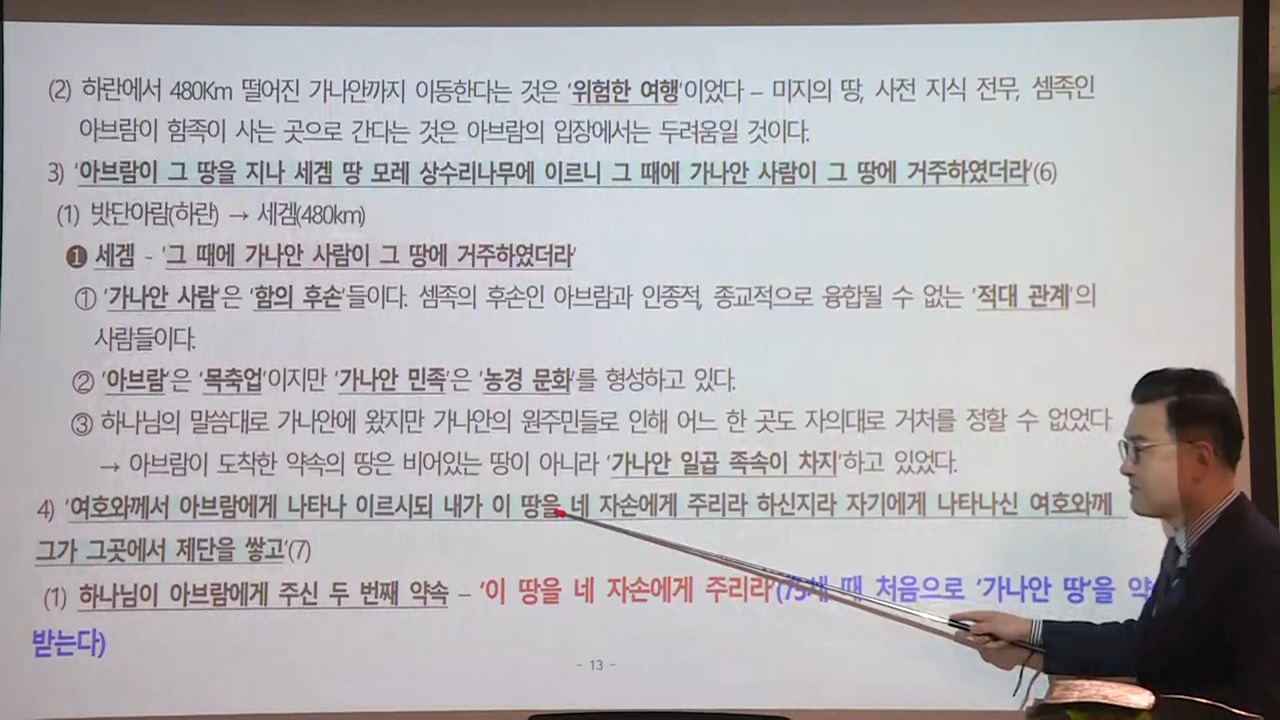 (2) 하란에서 480Km 떨어진 가나안까지 이동한다는 것은 '위험한 여행'이었다 – 미지의 땅, 사전 지식 전무, 셈족인
아브람이 함족이 사는 곳으로 간다는 것은 아브람의 입장에서는 두려움일 것이다.
3) '아브람이 그 땅을 지나 세겜 땅 모레 상수리나무에 이르니 그 때에 가나안 사람이 그 땅에 거주하였더라'(6)
(1) 밧단아람(하란) → 세겜(480km)
❶ 세겜 - '그 때에 가나안 사람이 그 땅에 거주하였더라'
① '가나안 사람'은 '함의 후손'들이다. 셈족의 후손인 아브람과 인종적, 종교적으로 융합될 수 없는 '적대 관계'의
사람들이다.
② '아브람'은 '목축업'이지만 '가나안 민족'은 '농경 문화'를 형성하고 있다.
③ 하나님의 말씀대로 가나안에 왔지만 가나안의 원주민들로 인해 어느 한 곳도 자의대로 거처를 정할 수 없었다
→ 아브람이 도착한 약속의 땅은 비어있는 땅이 아니라 '가나안 일곱 족속이 차지'하고 있었다.
4) '여호와께서 아브람에게 나타나 이르시되 내가 이 땅을 네 자손에게 주리라 하신지라 자기에게 나타나신 여호와께
그가 그곳에서 제단을 쌓고'(7)
(1) 하나님이 아브람에게 주신 두 번째 약속 – '이 땅을 네 자손에게 주리라'(75세 때 처음으로 '가나안 땅'을 약
받는다)
- 13 -